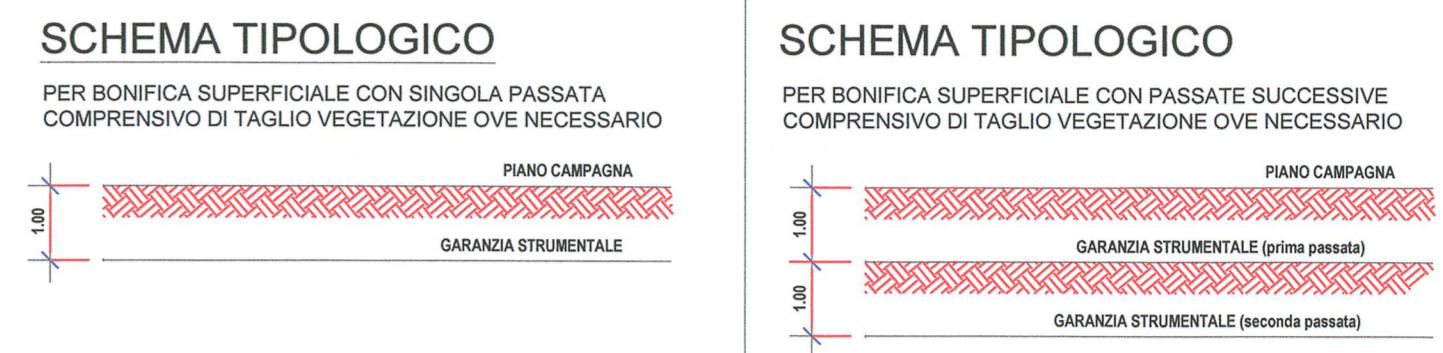 SCHEMA TIPOLOGICO
PER BONIFICA SUPERFICIALE CON SINGOLA PASSATA
COMPRENSIVO DI TAGLIO VEGETAZIONE OVE NECESSARIO
PIANO CAMPAGNA
1.00
GARANZIA STRUMENTALE
SCHEMA TIPOLOGICO
PER BONIFICA SUPERFICIALE CON PASSATE SUCCESSIVE
COMPRENSIVO DI TAGLIO VEGETAZIONE OVE NECESSARIO
PIANO CAMPAGNA
1.00
GARANZIA STRUMENTALE (prima passata)
1.00
GARANZIA STRUMENTALE (seconda passata)